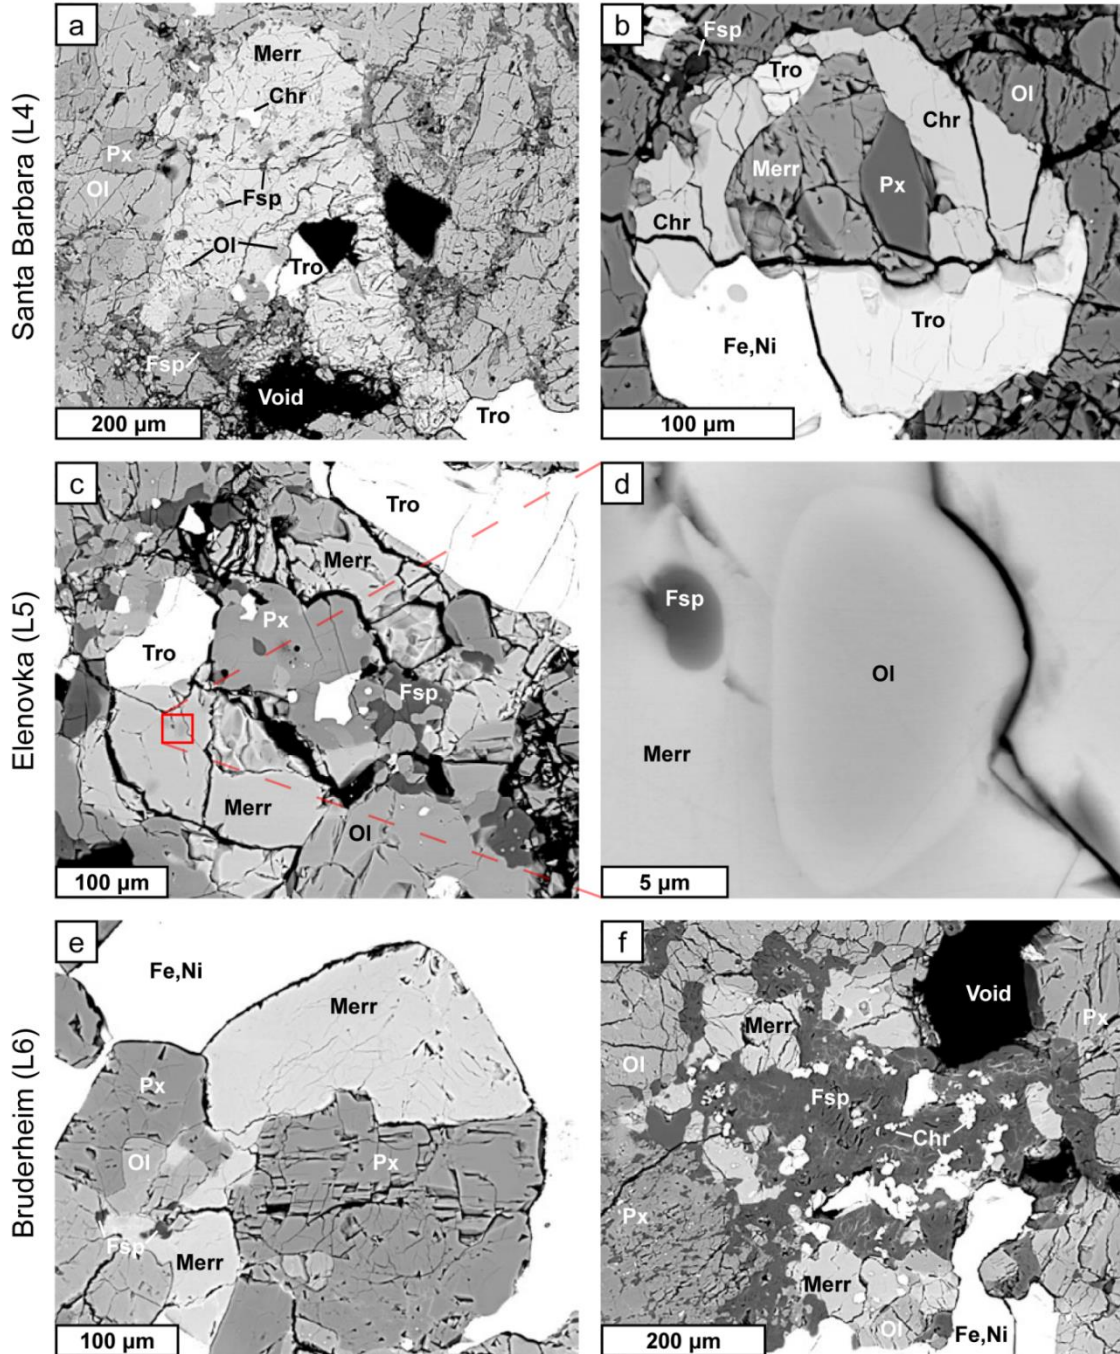 Santa Barbara (L4)
a
Merr
Chr
Px
Ol
Fsp
Ol
Tro
Fsp
Void
Tro
200 µm
b
Fsp
Tro
Ol
Chr
Merr
Px
Chr
Fe,Ni
Tro
100 µm
Elenovka (L5)
c
Tro
Merr
Px
Tro
Fsp
Merr
Ol
100 µm
d
Fsp
Ol
Merr
5 µm
Bruderheim (L6)
e
Fe,Ni
Merr
Px
Ol
Px
Fsp
Merr
100 µm
f
Void
Px
Merr
Ol
Fsp
Chr
Px
Merr
Ol
Fe,Ni
200 µm